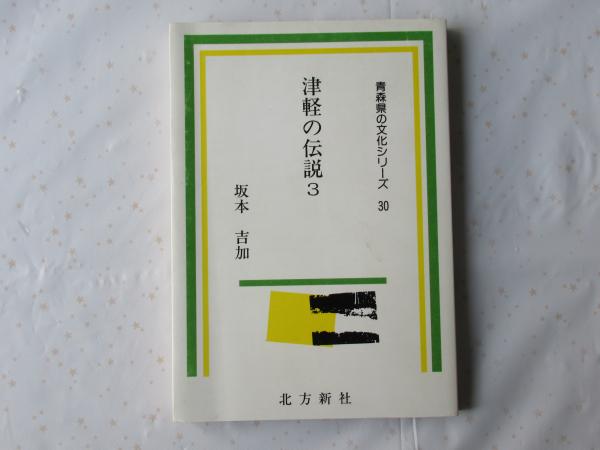 青森県の文化シリーズ 30
津軽の伝説 3
坂本 吉加
北方新社